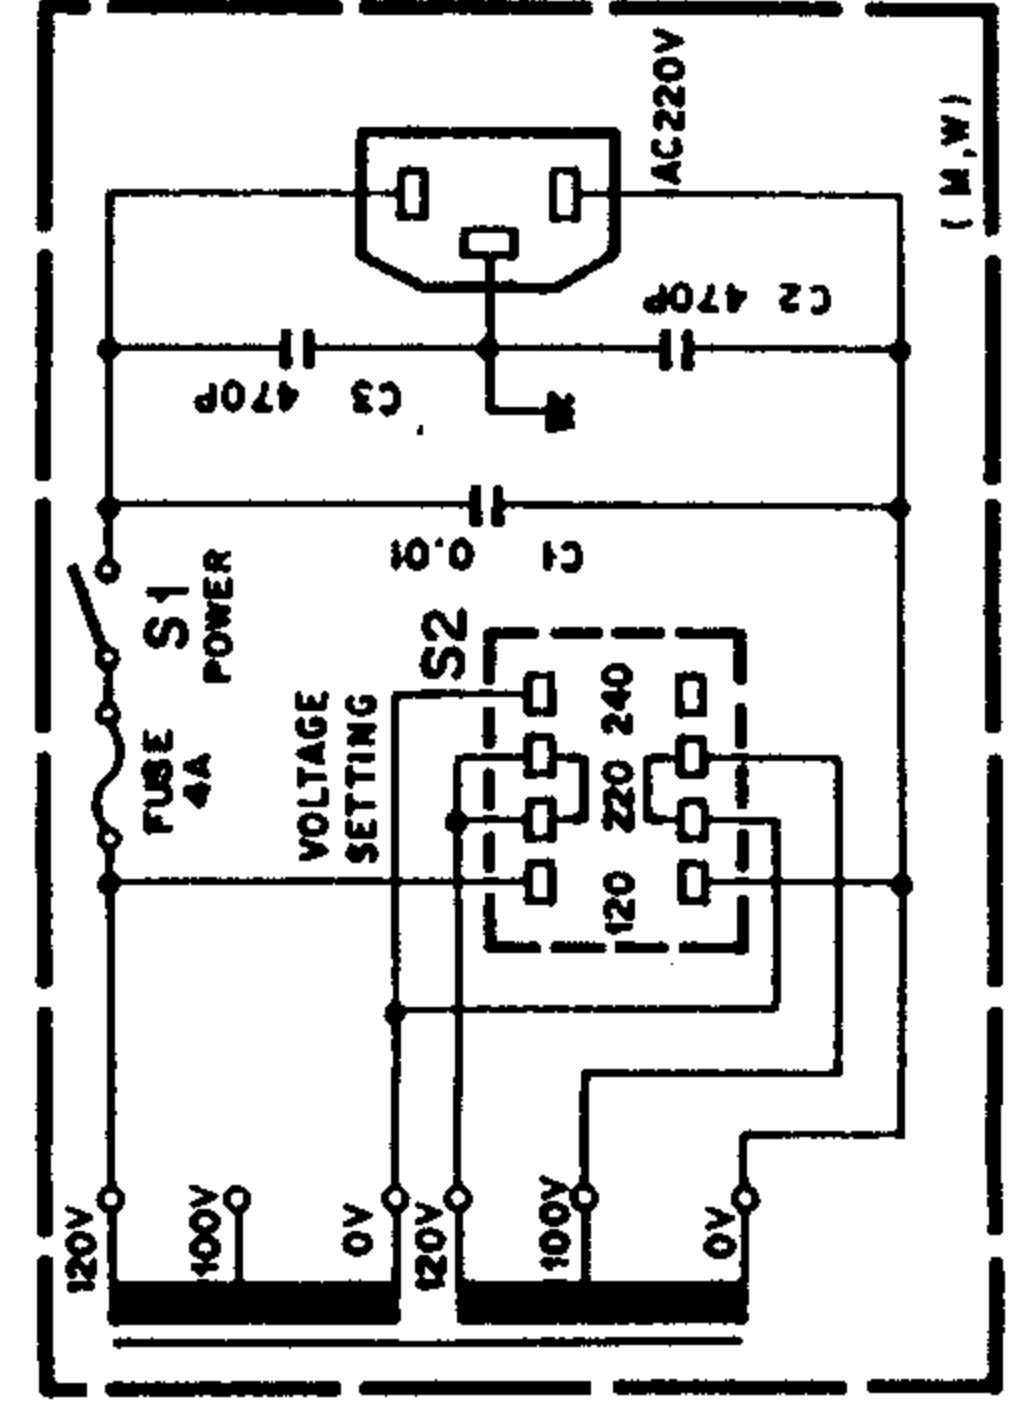 AC220V
(M,W)
C2 470P
C3 470P
C1 0.01
S1
POWER
FUSE
4A
VOLTAGE
SETTING
S2
120 220 240
120V
100V
0V
120V
100V
0V